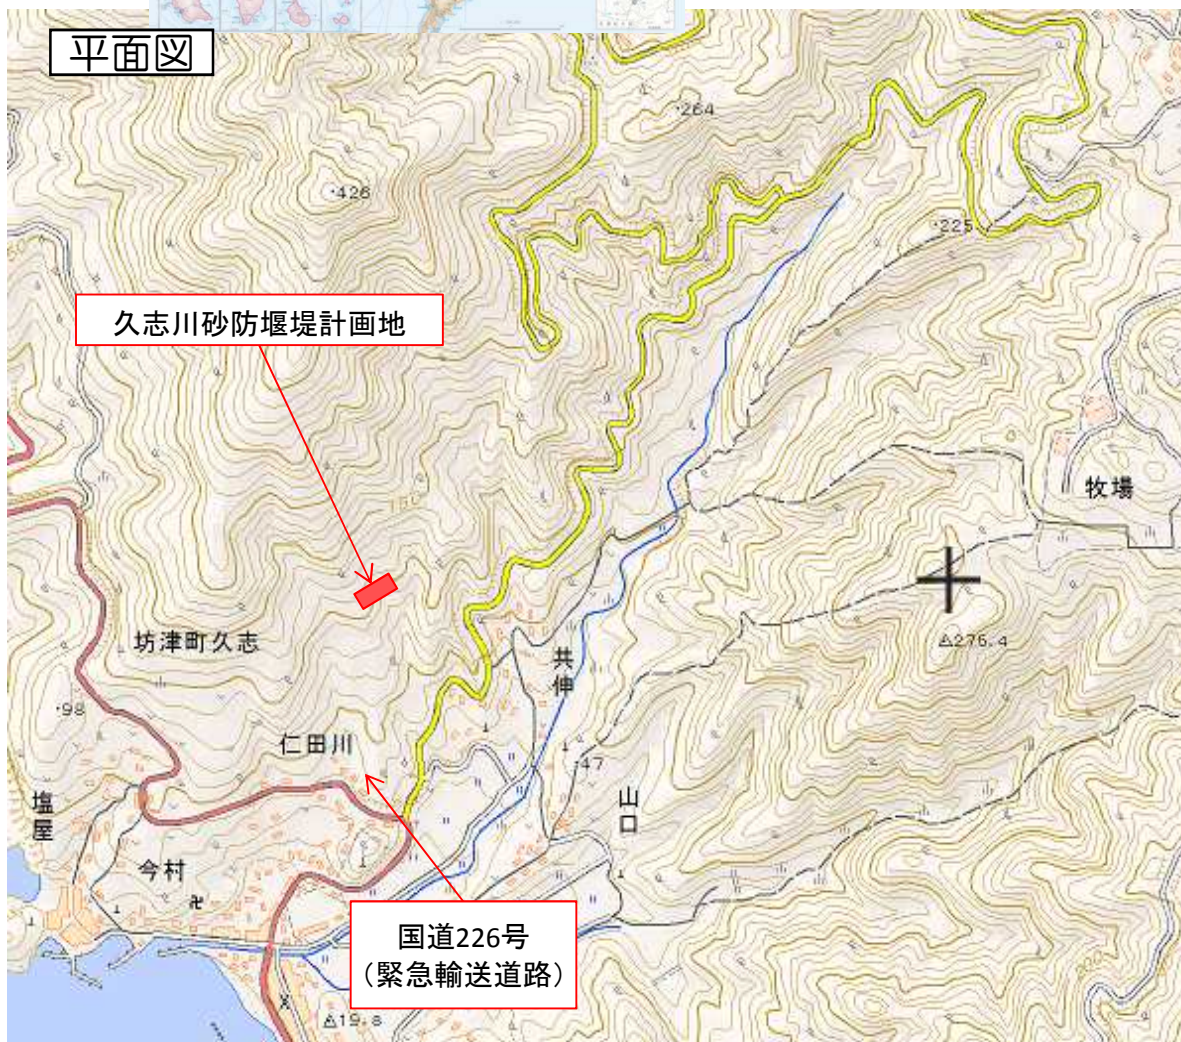 平面図
・264
・426
・225
久志川砂防堰堤計画地
牧場
△275.4
坊津町久志
共伸
・98
仁田川
・47
塩屋
山口
今村
国道226号
（緊急輸送道路）
200
△19.8